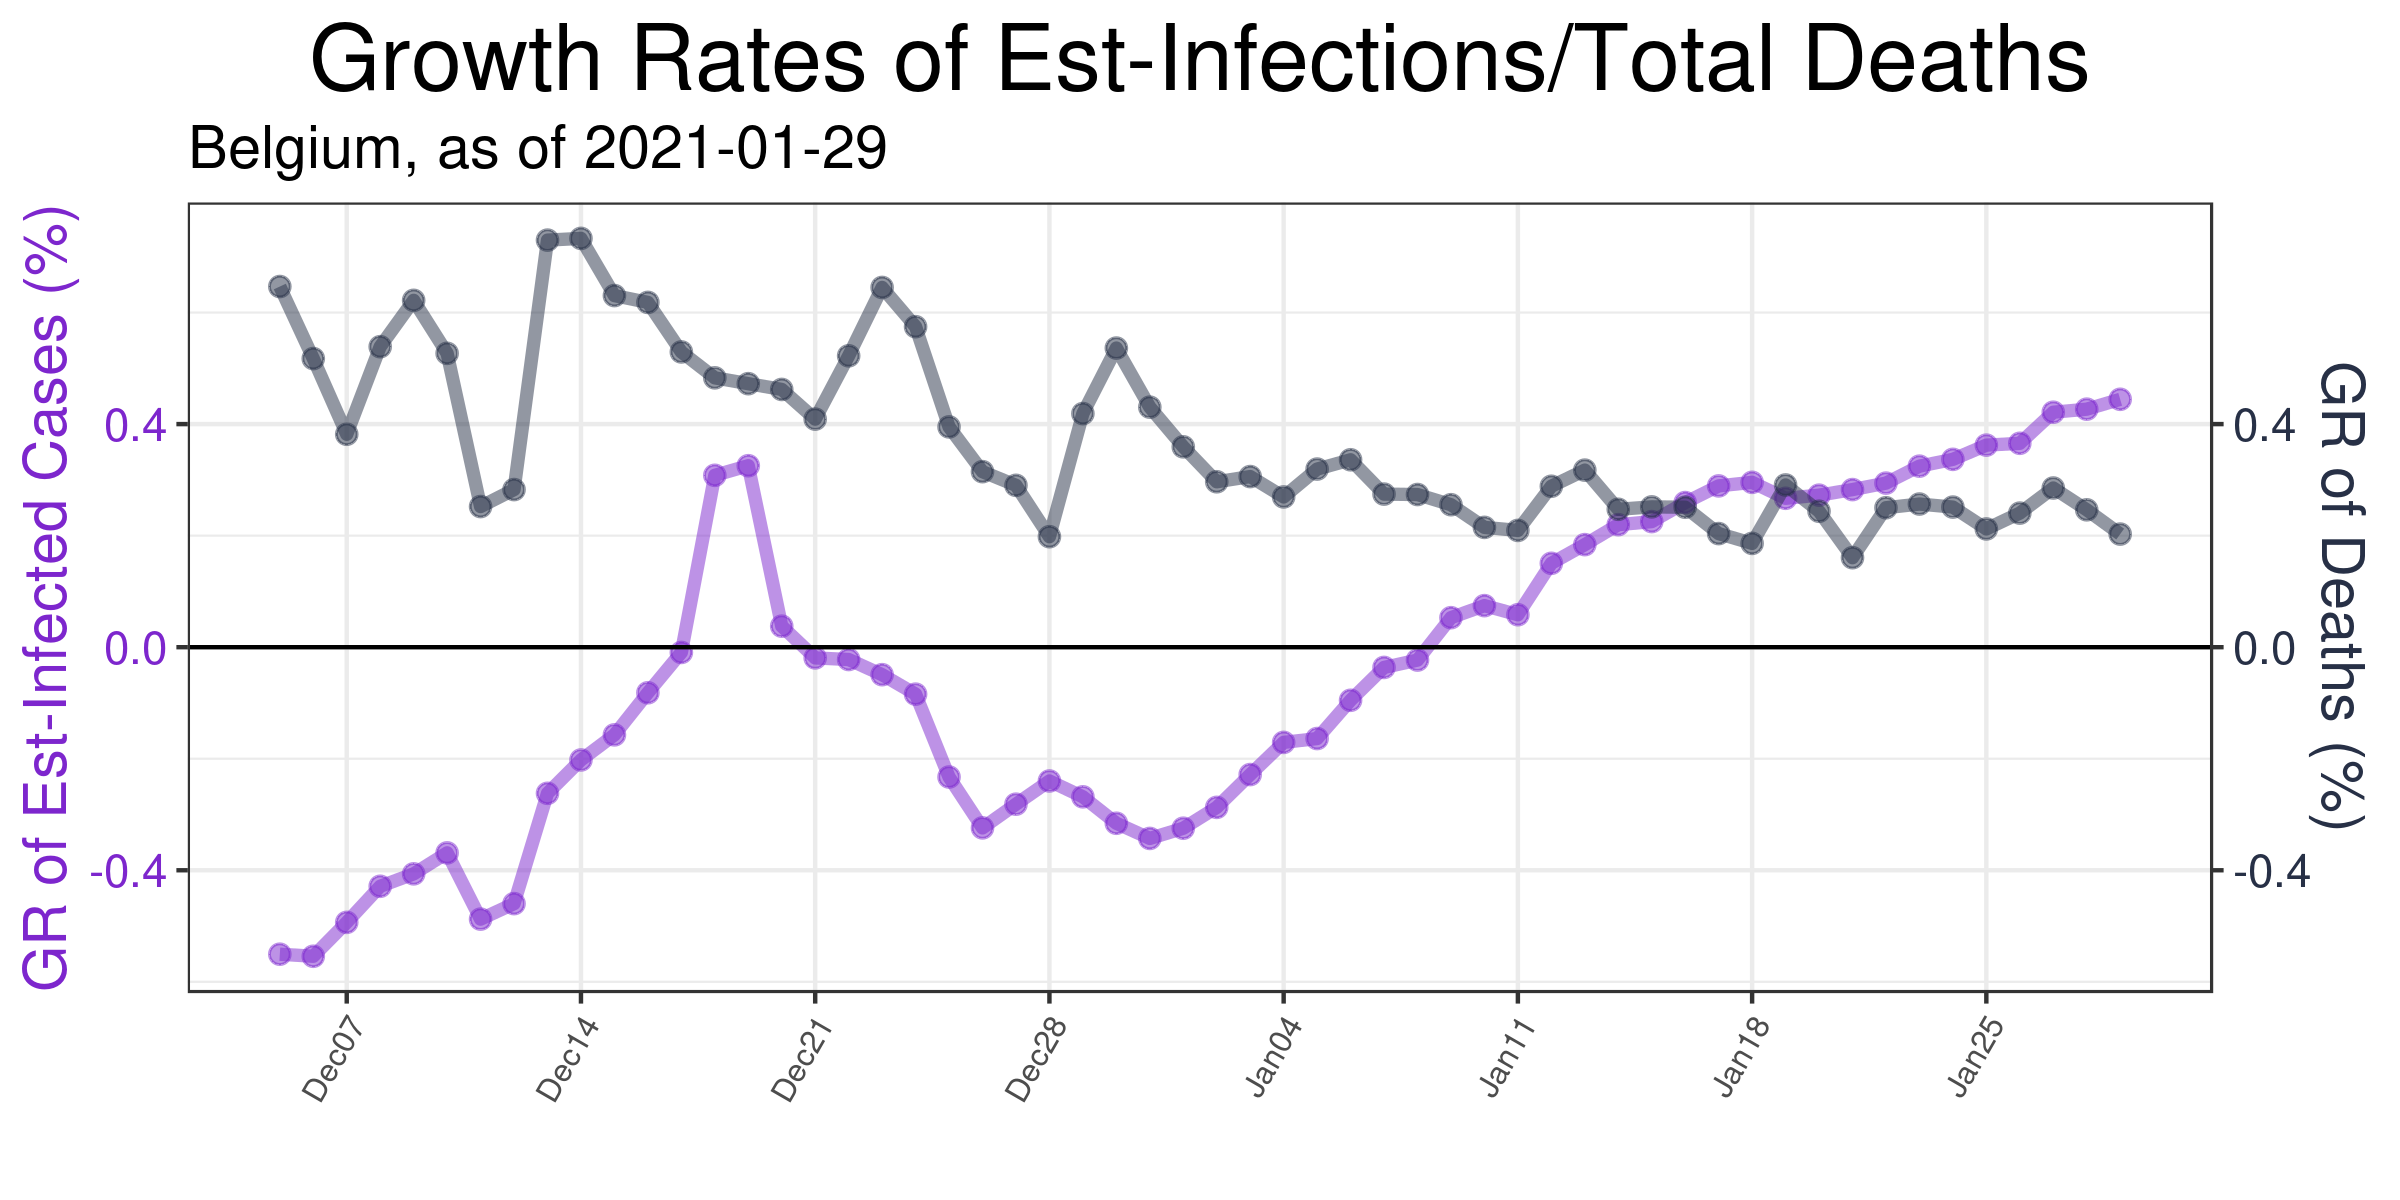 Growth Rates of Est-Infections/Total Deaths
Belgium, as of 2021-01-29
GR of Est-Infected Cases (%)
0.4
0.0
-0.4
0.4
0.0
-0.4
GR of Deaths (%)
Dec07
Dec14
Dec21
Dec28
Jan04
Jan11
Jan18
Jan25